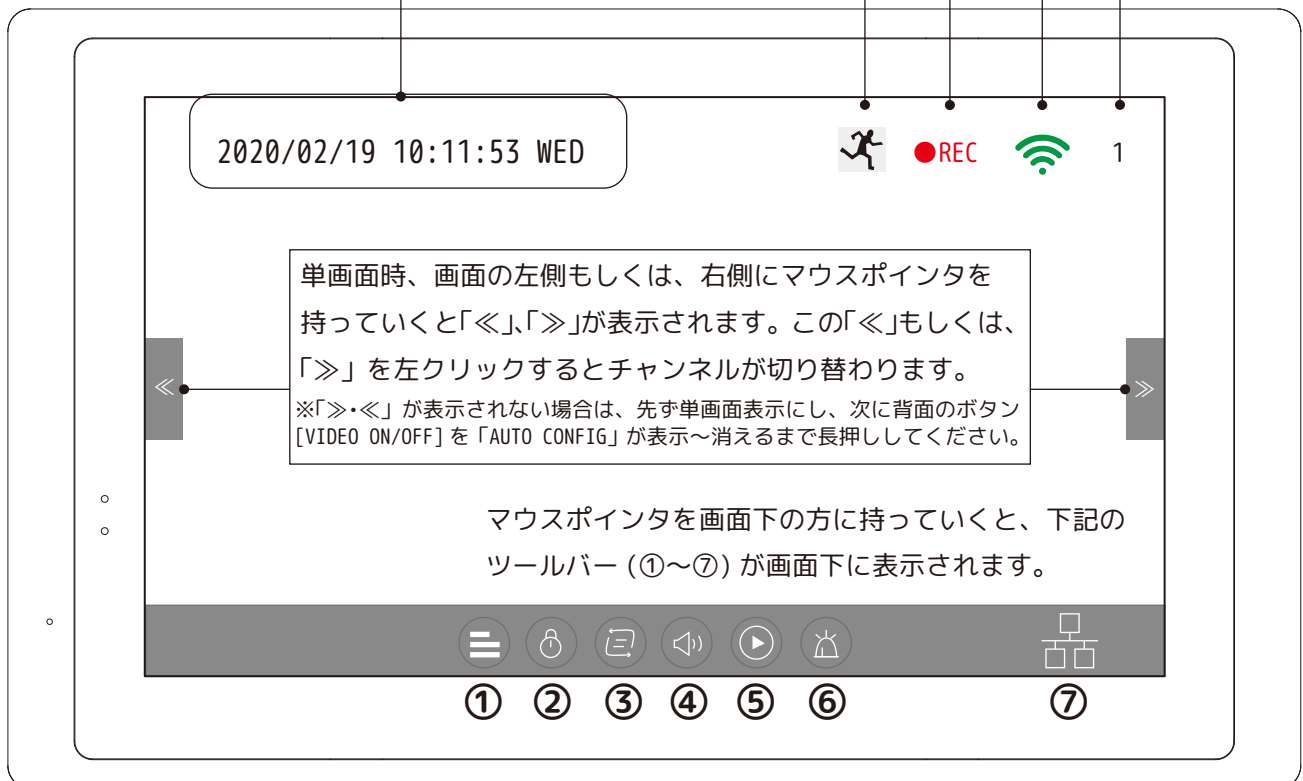 2020/02/19 10:11:53 WED
●REC
1
単画面時、画面の左側もしくは、右側にマウスポインタを
持っていくと「≪」、「≫」が表示されます。この「≪」もしくは、
「≫」を左クリックするとチャンネルが切り替わります。
※「≫・≪」が表示されない場合は、先ず単画面表示にし、次に背面のボタン
[VIDEO ON/OFF] を「AUTO CONFIG」が表示～消えるまで長押ししてください。
≪
≫
マウスポインタを画面下の方に持っていくと、下記の
ツールバー (①～⑦) が画面下に表示されます。
① ② ③ ④ ⑤ ⑥ ⑦